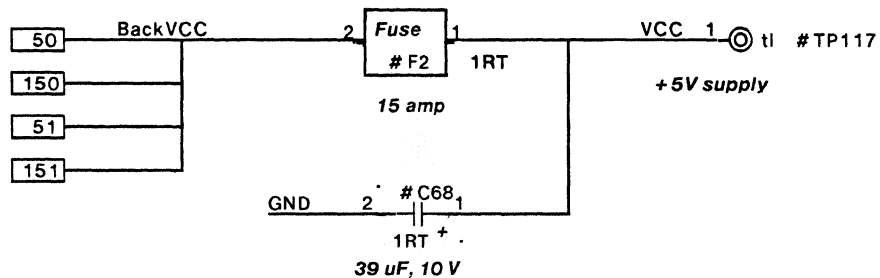 50 BackVCC 2 Fuse 1 VCC 1 tl #TP117
#F2 1RT
150 +5V supply
15 amp
51
151
#C68
GND 2 1
1RT +
39 uF, 10 V